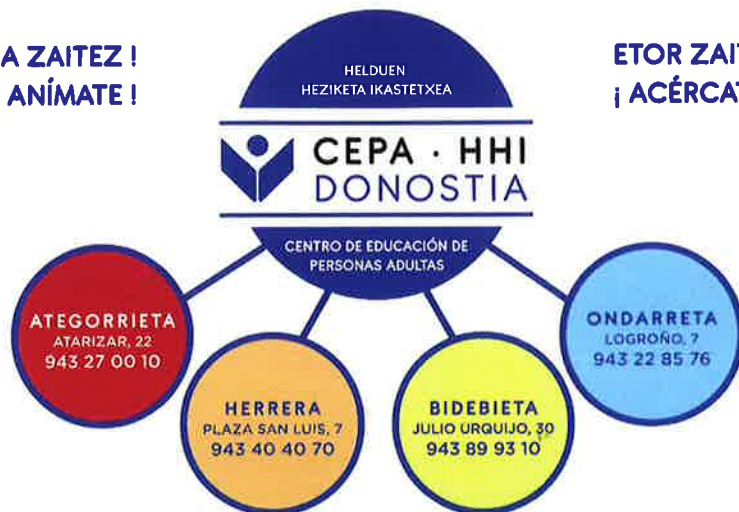 A ZAITEZ !
ANÍMATE !
HELDUEN
HEZIKETA IKASTETXEA
ETOR ZAIT
¡ ACÉRCAT
CEPA · HHI
DONOSTIA
CENTRO DE EDUCACIÓN DE
PERSONAS ADULTAS
ATEGORRIETA
ATARIZAR, 22
943 27 00 10
HERRERA
PLAZA SAN LUIS, 7
943 40 40 70
BIDEBIETA
JULIO URQUIJO, 30
943 89 93 10
ONDARRETA
LOGROÑO, 7
943 22 85 76